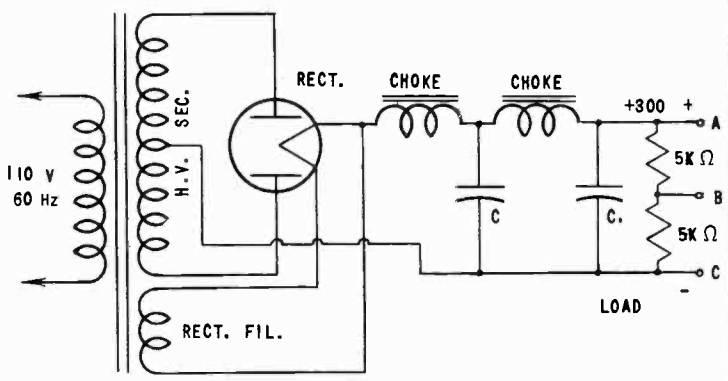 110 V
60 Hz
SEC.
H.V.
RECT.
CHOKE
CHOKE
+300 +
A
5K Ω
B
5K Ω
C
C
C.
-
LOAD
RECT. FIL.